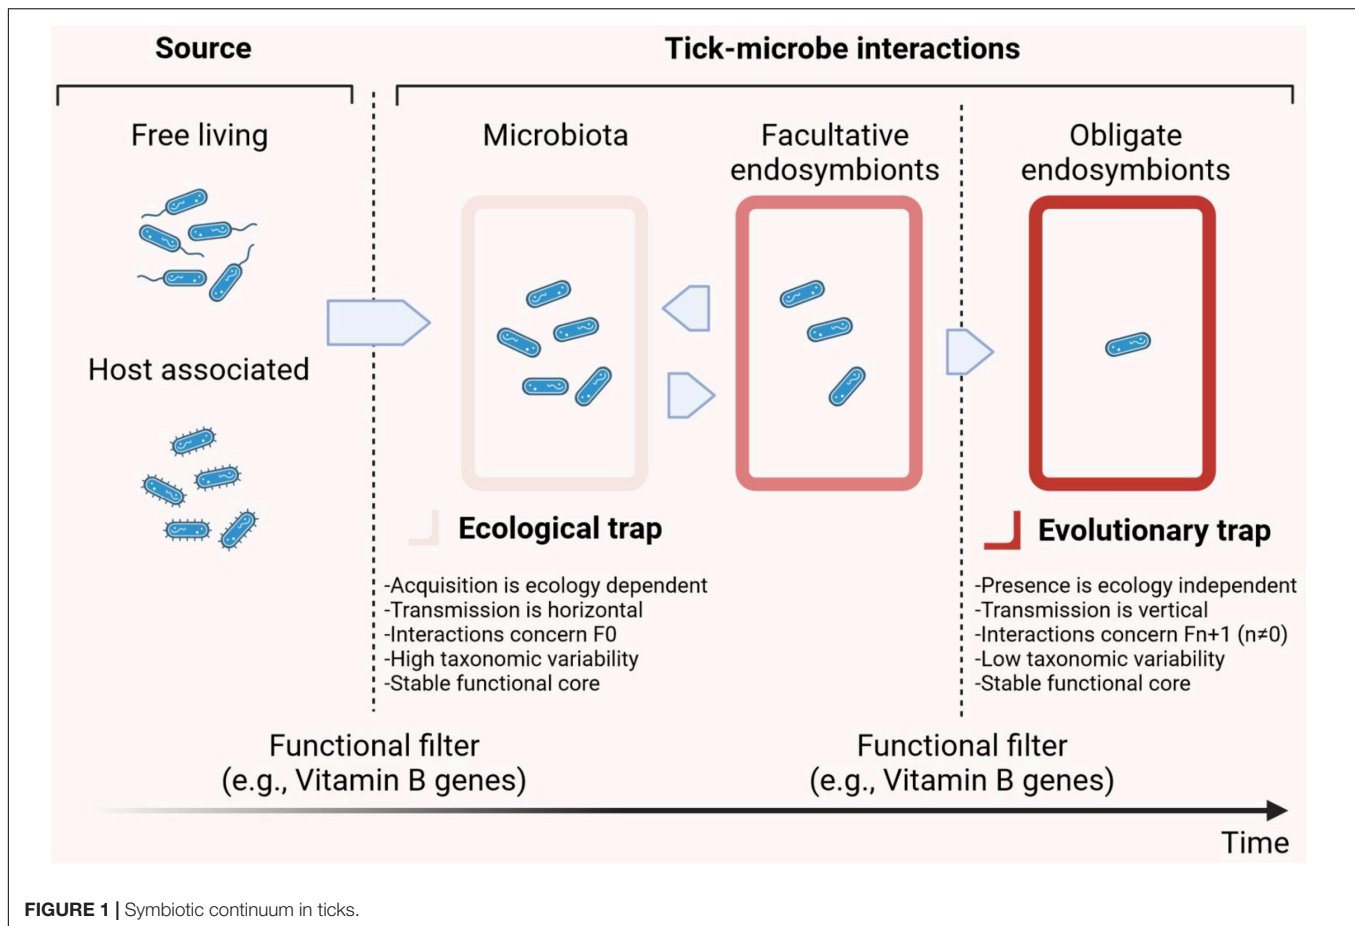 Source
Tick-microbe interactions
Free living
Host associated
Microbiota
Facultative
endosymbionts
Obligate
endosymbionts
Ecological trap
-Acquisition is ecology dependent
-Transmission is horizontal
-Interactions concern F0
-High taxonomic variability
-Stable functional core
Evolutionary trap
-Presence is ecology independent
-Transmission is vertical
-Interactions concern Fn+1 (n≠0)
-Low taxonomic variability
-Stable functional core
Functional filter
(e.g., Vitamin B genes)
Functional filter
(e.g., Vitamin B genes)
Time
FIGURE 1 | Symbiotic continuum in ticks.